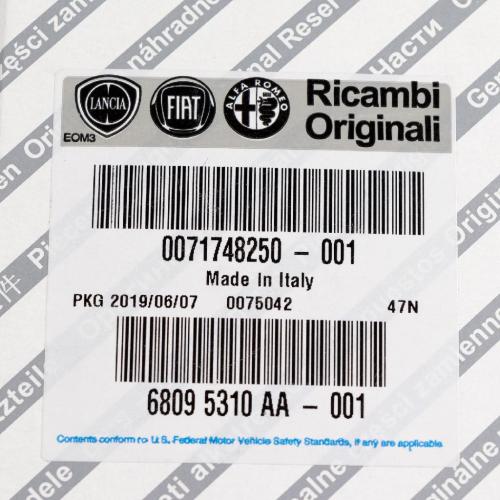 LANCIA FIAT ALFA ROMEO Ricambi
EOM3 Originali
0071748250 - 001
Made In Italy
PKG 2019/06/07 0075042 47N
6809 5310 AA - 001
Contents conform to U.S. Federal Motor Vehicle Safety Standards, if any are applicable